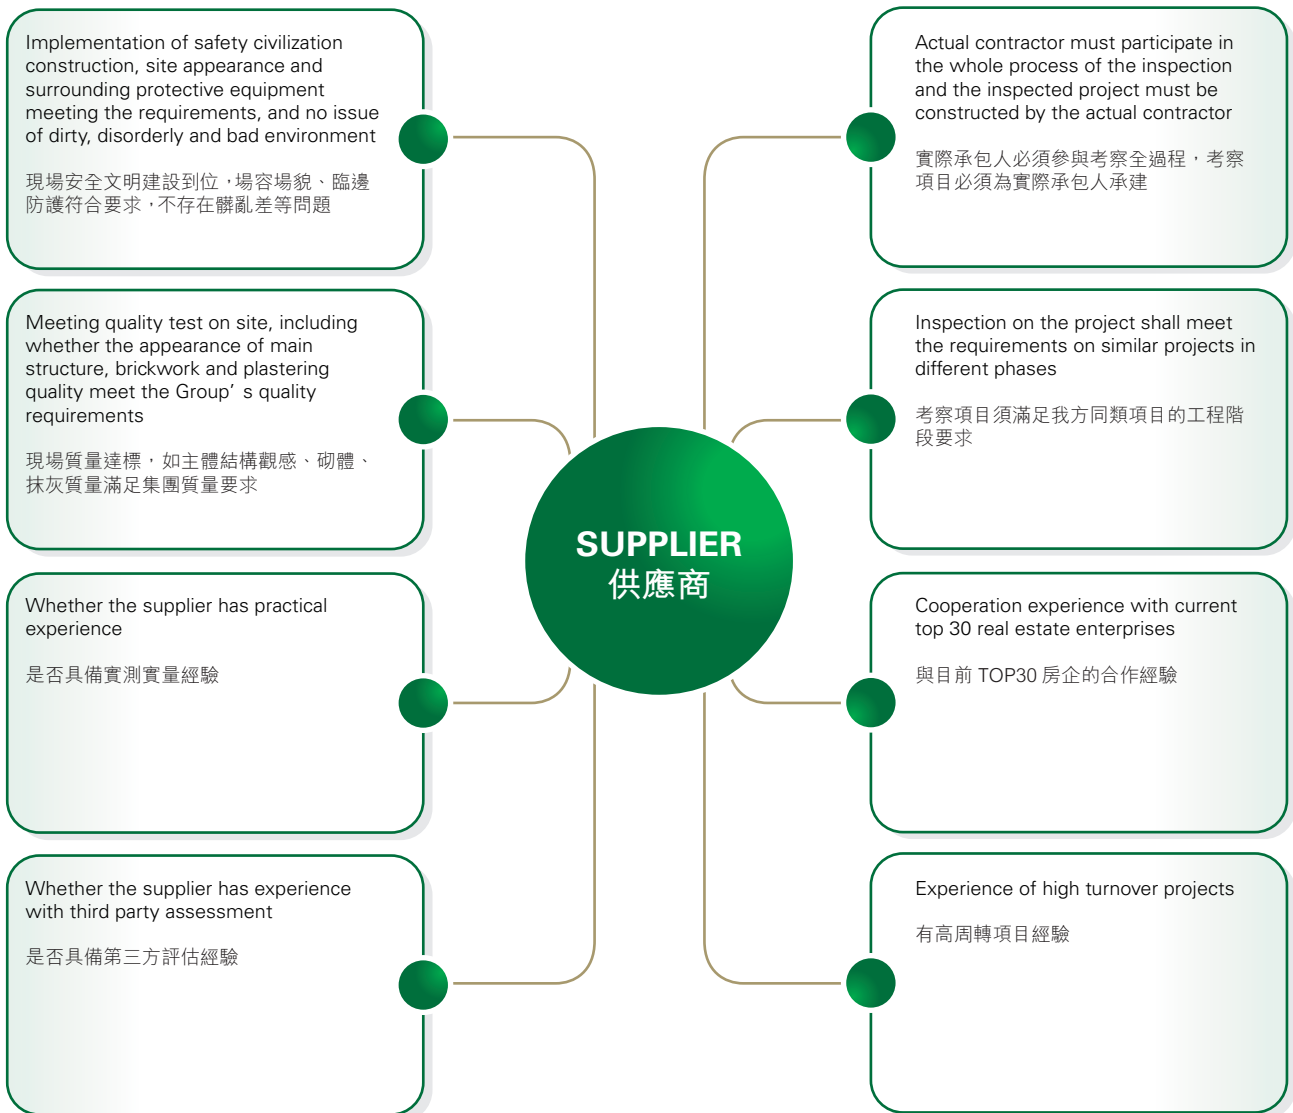 Implementation of safety civilization
construction, site appearance and
surrounding protective equipment
meeting the requirements, and no issue
of dirty, disorderly and bad environment
現場安全文明建設到位，場容場貌、臨邊
防護符合要求，不存在髒亂差等問題
Meeting quality test on site, including
whether the appearance of main
structure, brickwork and plastering
quality meet the Group’ s quality
requirements
現場質量達標，如主體結構觀感、砌體、
抹灰質量滿足集團質量要求
Whether the supplier has practical
experience
是否具備實測實量經驗
Whether the supplier has experience
with third party assessment
是否具備第三方評估經驗
SUPPLIER
供應商
Actual contractor must participate in
the whole process of the inspection
and the inspected project must be
constructed by the actual contractor
實際承包人必須參與考察全過程，考察
項目必須為實際承包人承建
Inspection on the project shall meet
the requirements on similar projects in
different phases
考察項目須滿足我方同類項目的工程階
段要求
Cooperation experience with current
top 30 real estate enterprises
與目前 TOP30 房企的合作經驗
Experience of high turnover projects
有高周轉項目經驗